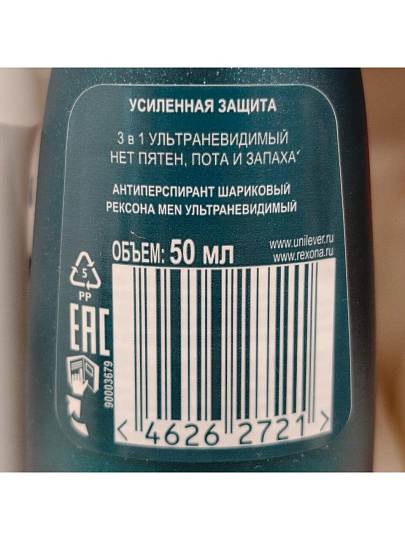 УСИЛЕННАЯ ЗАЩИТА
3 в 1 УЛЬТРАНЕВИДИМЫЙ
НЕТ ПЯТЕН, ПОТА И ЗАПАХА
АНТИПЕРСПИРАНТ ШАРИКОВЫЙ
РЕКСОНА MEN УЛЬТРАНЕВИДИМЫЙ
ОБЪЕМ: 50 мл
www.unilever.ru
www.rexona.ru
5
PP
EAC
90003679
< 4626 2721 >